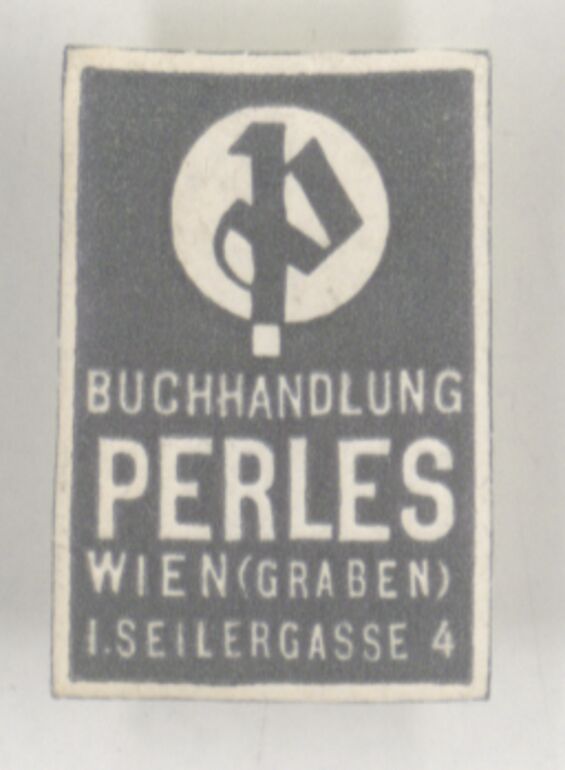 P
BUCHHANDLUNG
PERLES
WIEN (GRABEN)
I. SEILERGASSE 4